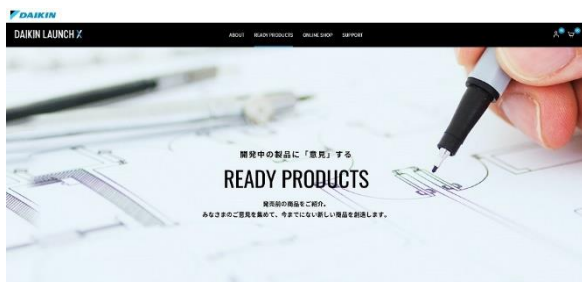 DAIKIN
DAIKIN LAUNCH X
ABOUT READY PRODUCTS ONLINE SHOP SUPPORT
開発中の製品に「意見」する
READY PRODUCTS
発売前の商品をご紹介。
みなさまのご意見を集めて、今までにない新しい商品を創造します。